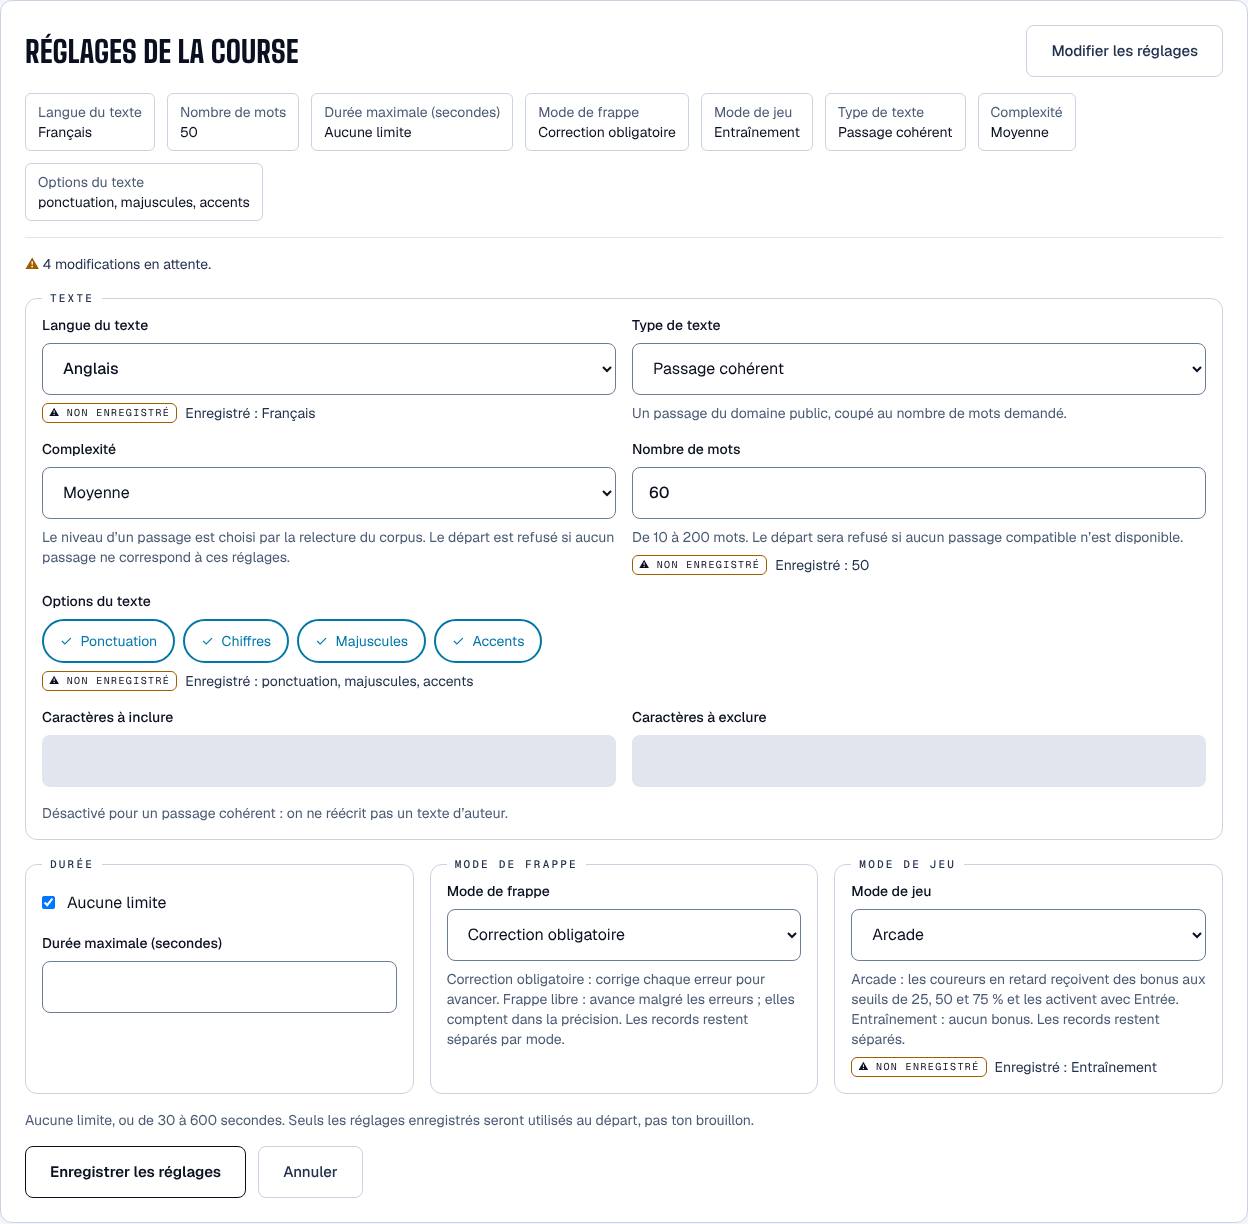 RÉGLAGES DE LA COURSE
Modifier les réglages
Langue du texte
Français
Nombre de mots
50
Durée maximale (secondes)
Aucune limite
Mode de frappe
Correction obligatoire
Mode de jeu
Entraînement
Type de texte
Passage cohérent
Complexité
Moyenne
Options du texte
ponctuation, majuscules, accents
4 modifications en attente.
TEXTE
Langue du texte
Anglais
NON ENREGISTRÉ Enregistré : Français
Type de texte
Passage cohérent
Un passage du domaine public, coupé au nombre de mots demandé.
Complexité
Moyenne
Le niveau d’un passage est choisi par la relecture du corpus. Le départ est refusé si aucun
passage ne correspond à ces réglages.
Nombre de mots
60
De 10 à 200 mots. Le départ sera refusé si aucun passage compatible n’est disponible.
NON ENREGISTRÉ Enregistré : 50
Options du texte
Ponctuation
Chiffres
Majuscules
Accents
NON ENREGISTRÉ Enregistré : ponctuation, majuscules, accents
Caractères à inclure
Caractères à exclure
Désactivé pour un passage cohérent : on ne réécrit pas un texte d’auteur.
DURÉE
Aucune limite
Durée maximale (secondes)
MODE DE FRAPPE
Mode de frappe
Correction obligatoire
Correction obligatoire : corrige chaque erreur pour
avancer. Frappe libre : avance malgré les erreurs ; elles
comptent dans la précision. Les records restent
séparés par mode.
MODE DE JEU
Mode de jeu
Arcade
Arcade : les coureurs en retard reçoivent des bonus aux
seuils de 25, 50 et 75 % et les activent avec Entrée.
Entraînement : aucun bonus. Les records restent
séparés.
NON ENREGISTRÉ Enregistré : Entraînement
Aucune limite, ou de 30 à 600 secondes. Seuls les réglages enregistrés seront utilisés au départ, pas ton brouillon.
Enregistrer les réglages
Annuler